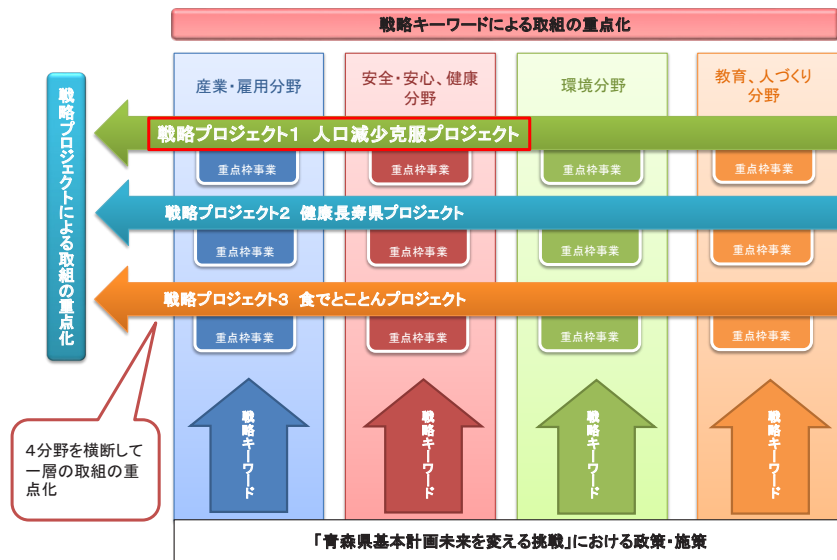 戦略キーワードによる取組の重点化
戦略プロジェクトによる取組の重点化
産業・雇用分野
安全・安心、健康
分野
環境分野
教育、人づくり
分野
戦略プロジェクト1 人口減少克服プロジェクト
重点枠事業
重点枠事業
重点枠事業
重点枠事業
戦略プロジェクト2 健康長寿県プロジェクト
重点枠事業
重点枠事業
重点枠事業
重点枠事業
戦略プロジェクト3 食でとことんプロジェクト
重点枠事業
重点枠事業
重点枠事業
重点枠事業
4分野を横断して
一層の取組の重
点化
戦略キーワード
戦略キーワード
戦略キーワード
戦略キーワード
「青森県基本計画未来を変える挑戦」における政策・施策